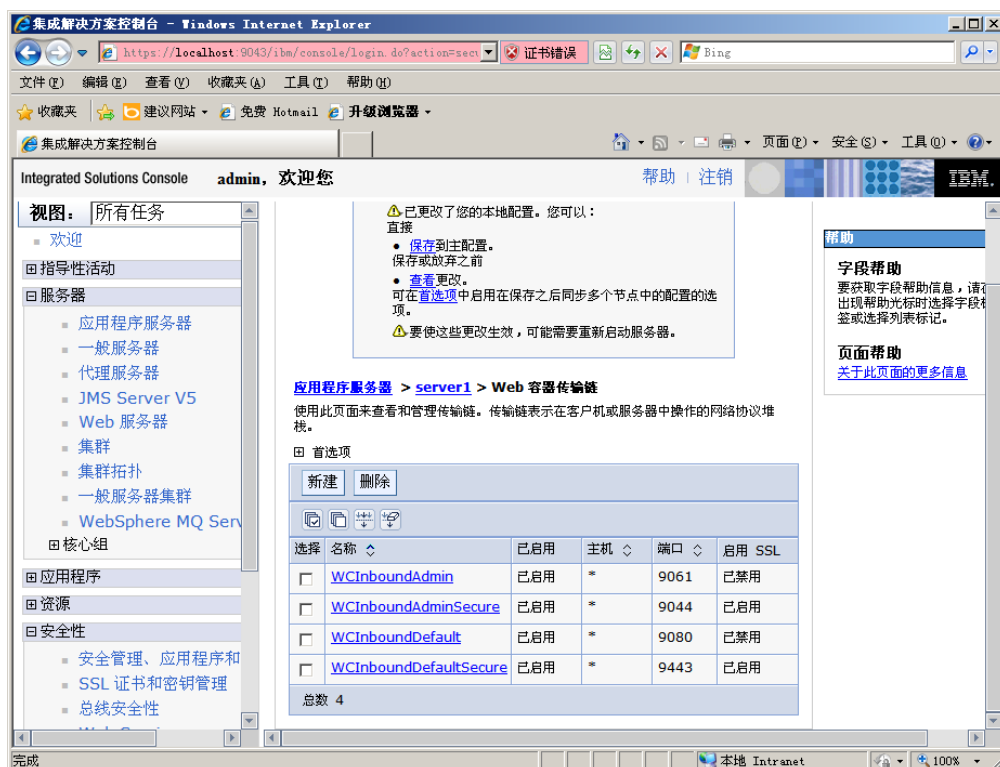 集成解决方案控制台 - Windows Internet Explorer
https://localhost:9043/ibm/console/login.do?action=secu
证书错误
Bing
文件(F) 编辑(E) 查看(V) 收藏夹(A) 工具(T) 帮助(H)
收藏夹 建议网站 免费 Hotmail 升级浏览器
集成解决方案控制台
页面(P) 安全(S) 工具(O)
Integrated Solutions Console admin, 欢迎您
帮助 | 注销
IBM.
视图: 所有任务
欢迎
指导性活动
服务器
应用程序服务器
一般服务器
代理服务器
JMS Server V5
Web 服务器
集群
集群拓扑
一般服务器集群
WebSphere MQ Serv
核心组
应用程序
资源
安全性
安全管理、应用程序和
SSL 证书和密钥管理
总线安全性
已更改了您的本地配置。您可以:
直接
• 保存到主配置。
保存或放弃之前
• 查看更改。
可在首选项中启用在保存之后同步多个节点中的配置的选
项。
要使这些更改生效,可能需要重新启动服务器。
应用程序服务器 > server1 > Web 容器传输链
使用此页面来查看和管理传输链。传输链表示在客户机或服务器中操作的网络协议堆
栈。
首选项
新建 删除
选择 名称 已启用 主机 端口 启用 SSL
WCInboundAdmin 已启用 * 9061 已禁用
WCInboundAdminSecure 已启用 * 9044 已启用
WCInboundDefault 已启用 * 9080 已禁用
WCInboundDefaultSecure 已启用 * 9443 已启用
总数 4
帮助
字段帮助
要获取字段帮助信息,请在
出现帮助光标时选择字段标
签或选择列表标记。
页面帮助
关于此页面的更多信息
完成
本地 Intranet
100%